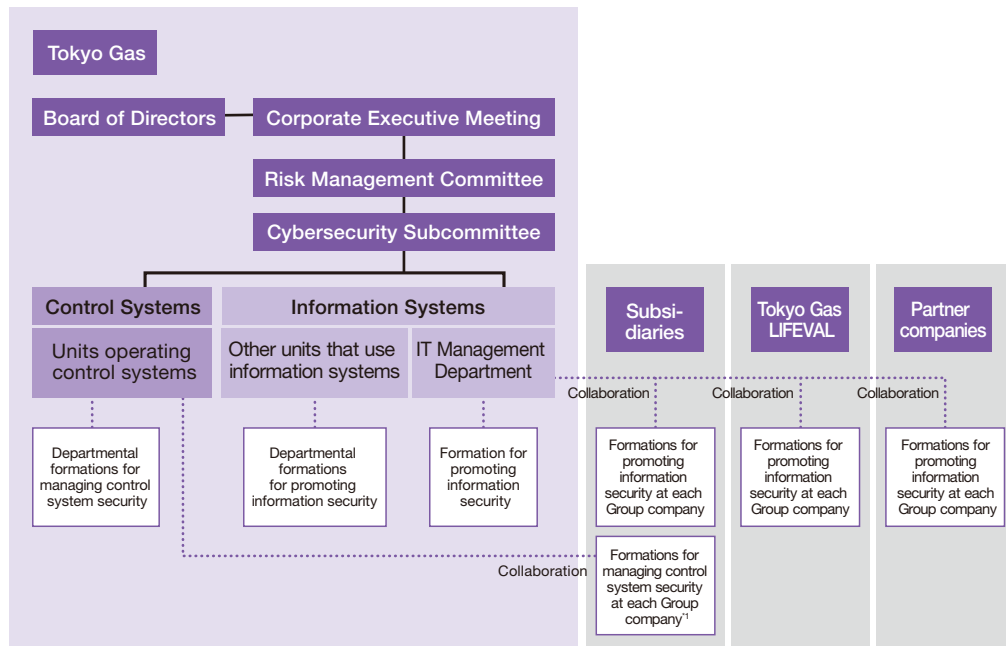 Tokyo Gas
Board of Directors
Corporate Executive Meeting
Risk Management Committee
Cybersecurity Subcommittee
Control Systems
Information Systems
Units operating
control systems
Other units that use
information systems
IT Management
Department
Subsi-
diaries
Tokyo Gas
LIFEVAL
Partner
companies
Collaboration
Collaboration
Collaboration
Departmental
formations for
managing control
system security
Departmental
formations
for promoting
information security
Formation for
promoting
information
security
Formations for
promoting
information
security at each
Group company
Formations for
promoting
information
security at each
Group company
Formations for
promoting
information
security at each
Group company
Collaboration
Formations for
managing control
system security
at each Group
company*1